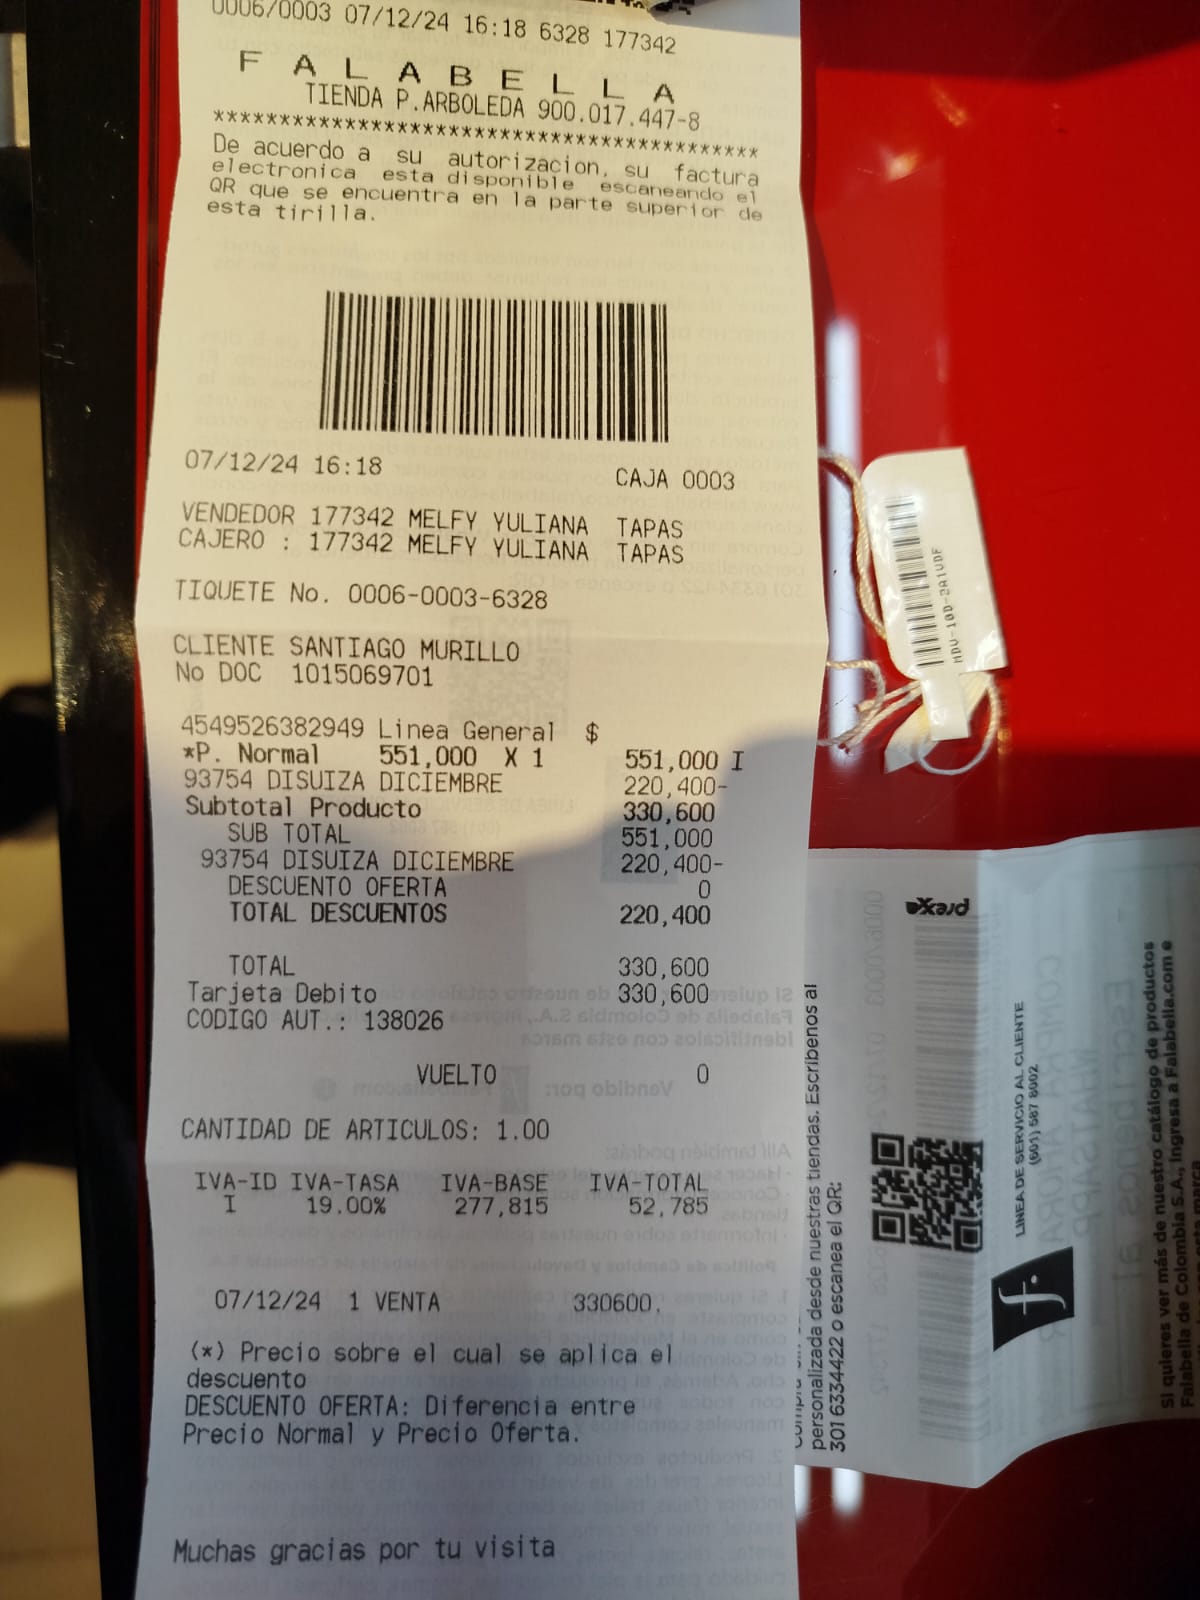 0006/0003 07/12/24 16:18 6328 177342
F A L A B E L L A
TIENDA P.ARBOLEDA 900.017.447-8
******************************************
De acuerdo a su autorizacion, su factura
electronica esta disponible escaneando el
QR que se encuentra en la parte superior de
esta tirilla.
07/12/24 16:18 CAJA 0003
VENDEDOR 177342 MELFY YULIANA TAPAS
CAJERO : 177342 MELFY YULIANA TAPAS
TIQUETE No. 0006-0003-6328
CLIENTE SANTIAGO MURILLO
No DOC 1015069701
4549526382949 Linea General $
*P. Normal 551,000 X 1 551,000 I
93754 DISUIZA DICIEMBRE 220,400-
Subtotal Producto 330,600
SUB TOTAL 551,000
93754 DISUIZA DICIEMBRE 220,400-
DESCUENTO OFERTA 0
TOTAL DESCUENTOS 220,400
TOTAL 330,600
Tarjeta Debito 330,600
CODIGO AUT.: 138026
VUELTO 0
CANTIDAD DE ARTICULOS: 1.00
IVA-ID IVA-TASA IVA-BASE IVA-TOTAL
I 19.00% 277,815 52,785
07/12/24 1 VENTA 330600.
(*) Precio sobre el cual se aplica el
descuento
DESCUENTO OFERTA: Diferencia entre
Precio Normal y Precio Oferta.
Muchas gracias por tu visita
MDV-10D-2A1VDF
prexa
personalizada desde nuestras tiendas. Escríbenos al
301 6334422 o escanea el QR:
f.
LINEA DE SERVICIO AL CLIENTE
(601) 587 8002
Si quieres ver más de nuestro catálogo de productos
Falabella de Colombia S.A., ingresa a Falabella.com e